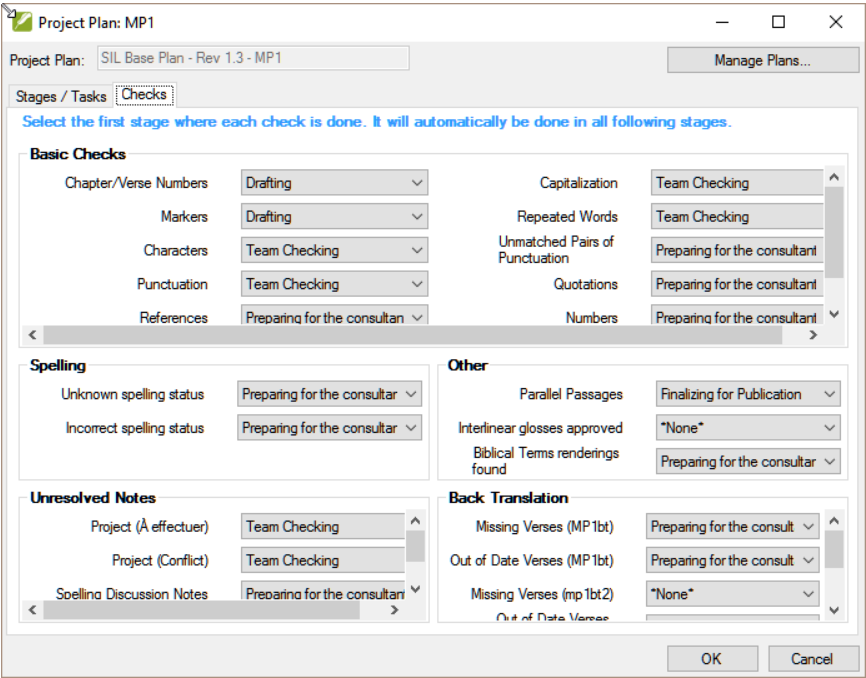 Project Plan: MP1
Project Plan: SIL Base Plan - Rev 1.3 - MP1 Manage Plans...
Stages / Tasks Checks
Select the first stage where each check is done. It will automatically be done in all following stages.
Basic Checks
Chapter/Verse Numbers Drafting Capitalization Team Checking
Markers Drafting Repeated Words Team Checking
Characters Team Checking Unmatched Pairs of
Punctuation Preparing for the consultant
Punctuation Team Checking Quotations Preparing for the consultant
References Preparing for the consultan Numbers Preparing for the consultant
Spelling Other
Unknown spelling status Preparing for the consultar Parallel Passages Finalizing for Publication
Incorrect spelling status Preparing for the consultar Interlinear glosses approved *None*
Biblical Terms renderings
found Preparing for the consultar
Unresolved Notes Back Translation
Project (À effectuer) Team Checking Missing Verses (MP1bt) Preparing for the consult
Project (Conflict) Team Checking Out of Date Verses (MP1bt) Preparing for the consult
Spelling Discussion Notes Preparing for the consultant Missing Verses (mp1bt2) *None*
Out of Date Verses
OK Cancel